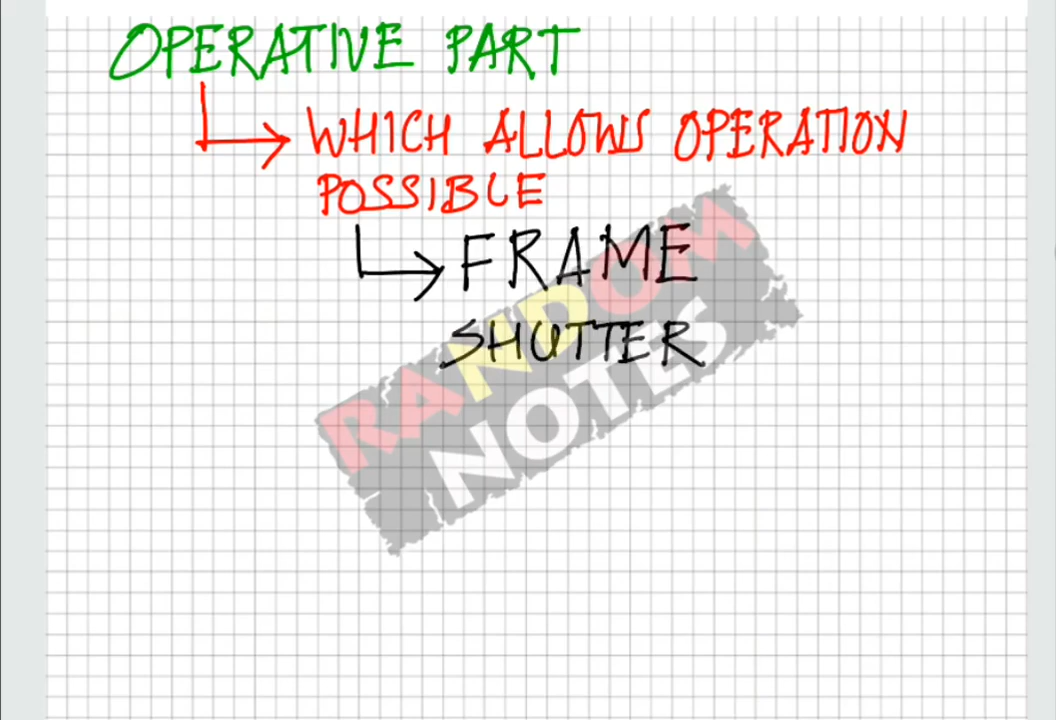 OPERATIVE PART
WHICH ALLOWS OPERATION
POSSIBLE
FRAME
SHUTTER
RANDOM
NOTES